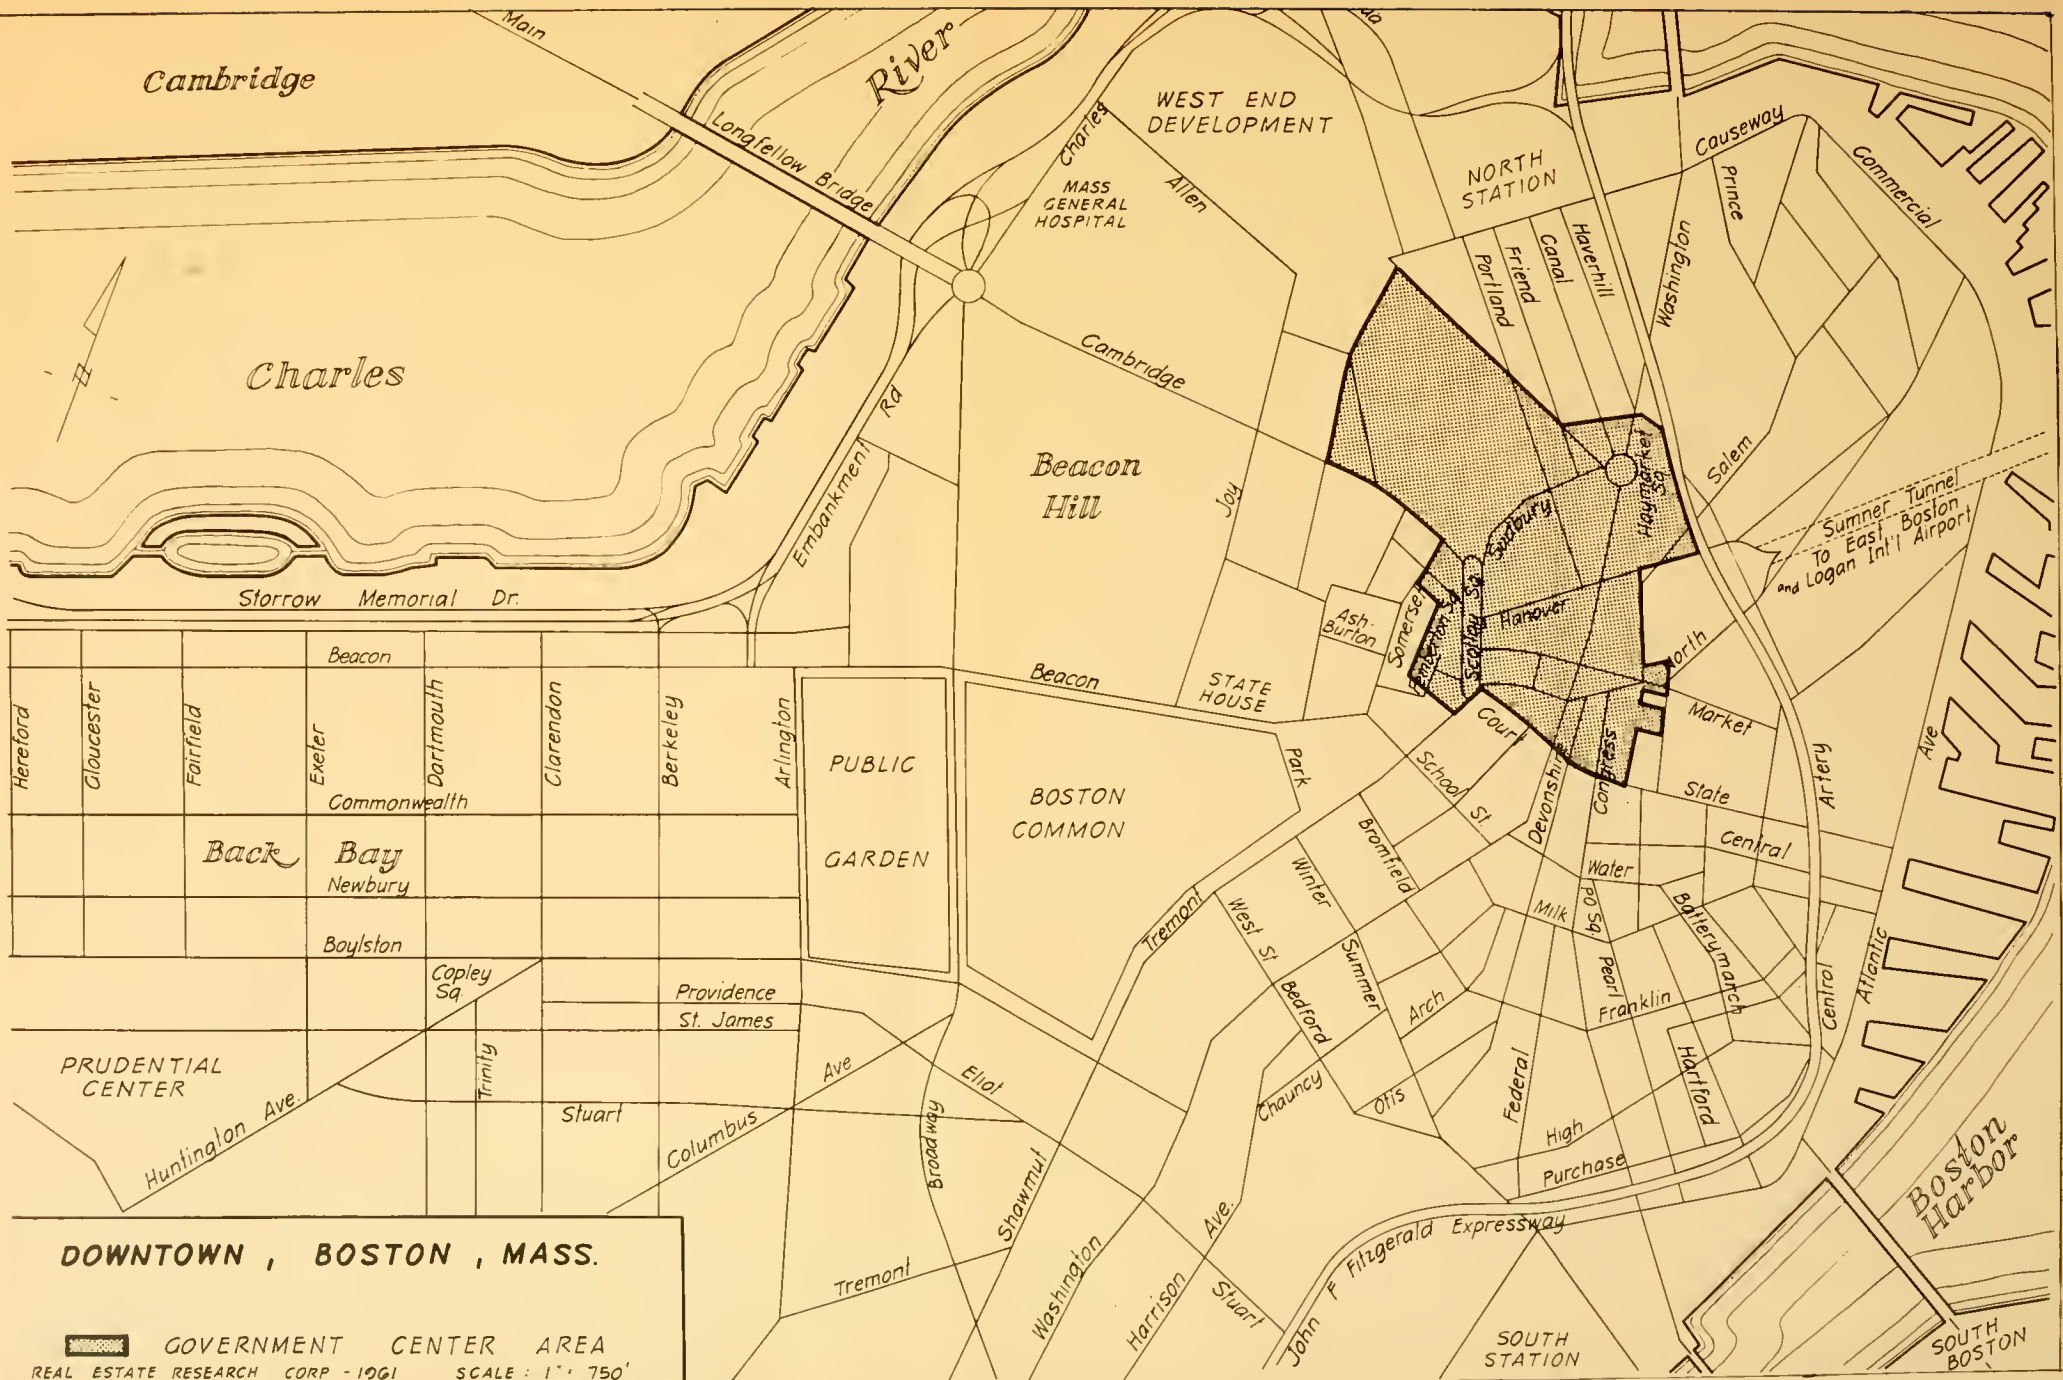 Main
Cambridge
River
Longfellow Bridge
Charles
WEST END
DEVELOPMENT
MASS
GENERAL
HOSPITAL
Allen
NORTH
STATION
Causeway
Prince
Commercial
Portland
Friend
Canal
Haverhill
Washington
Charles
N
Cambridge
Rd
Embankment
Beacon
Hill
Joy
Salem
Haymarket
Sq
Sudbury
Sumner Tunnel
To East Boston
and Logan Int'l Airport
Storrow Memorial Dr.
Ash-
Burton
Somerset
Pemberton Sq
Scollay Sq
Hanover
North
Beacon
Beacon
STATE
HOUSE
Court
Market
Hereford
Gloucester
Fairfield
Exeter
Dartmouth
Clarendon
Berkeley
Arlington
PUBLIC
GARDEN
BOSTON
COMMON
Park
School
St.
Devonshire
Congress
State
Artery
Ave
Commonwealth
Back Bay
Newbury
Boylston
Bromfield
Winter
Central
Water
Milk
PO Sq.
Batterymarch
Tremont
West St
Summer
Bedford
Arch
Pearl
Franklin
Central
Atlantic
Copley
Sq.
Providence
St. James
PRUDENTIAL
CENTER
Trinity
Huntington Ave.
Stuart
Columbus Ave
Eliot
Broadway
Chauncy
Otis
Federal
Hartford
High
Purchase
Boston
Harbor
Shawmut
Tremont
Washington
Harrison Ave.
Stuart
John F Fitzgerald Expressway
SOUTH
STATION
SOUTH
BOSTON
DOWNTOWN , BOSTON , MASS.
GOVERNMENT CENTER AREA
REAL ESTATE RESEARCH CORP - 1961 SCALE : 1" : 750'